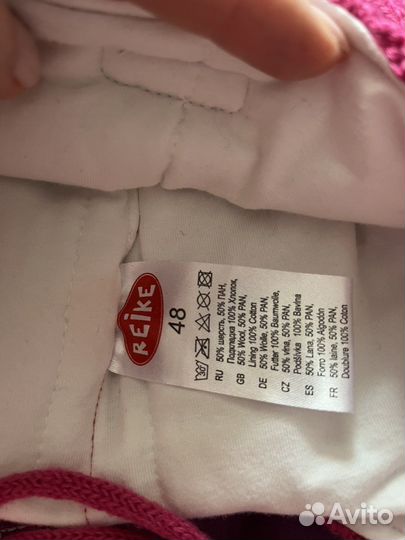 REIKE
48
30
RU 50% шерсть, 50% ПАН,
Подкладка 100% Хлопок,
GB 50% Wool, 50% PAN,
Lining 100% Cotton
DE 50% Wolle, 50% PAN,
Futter 100% Baumwolle,
CZ 50% vlna, 50% PAN,
Podšívka 100% Bavlna
ES 50% Lana, 50% PAN,
Forro 100% Algodón
FR 50% laine, 50% PAN,
Doublure 100% Coton
Avito